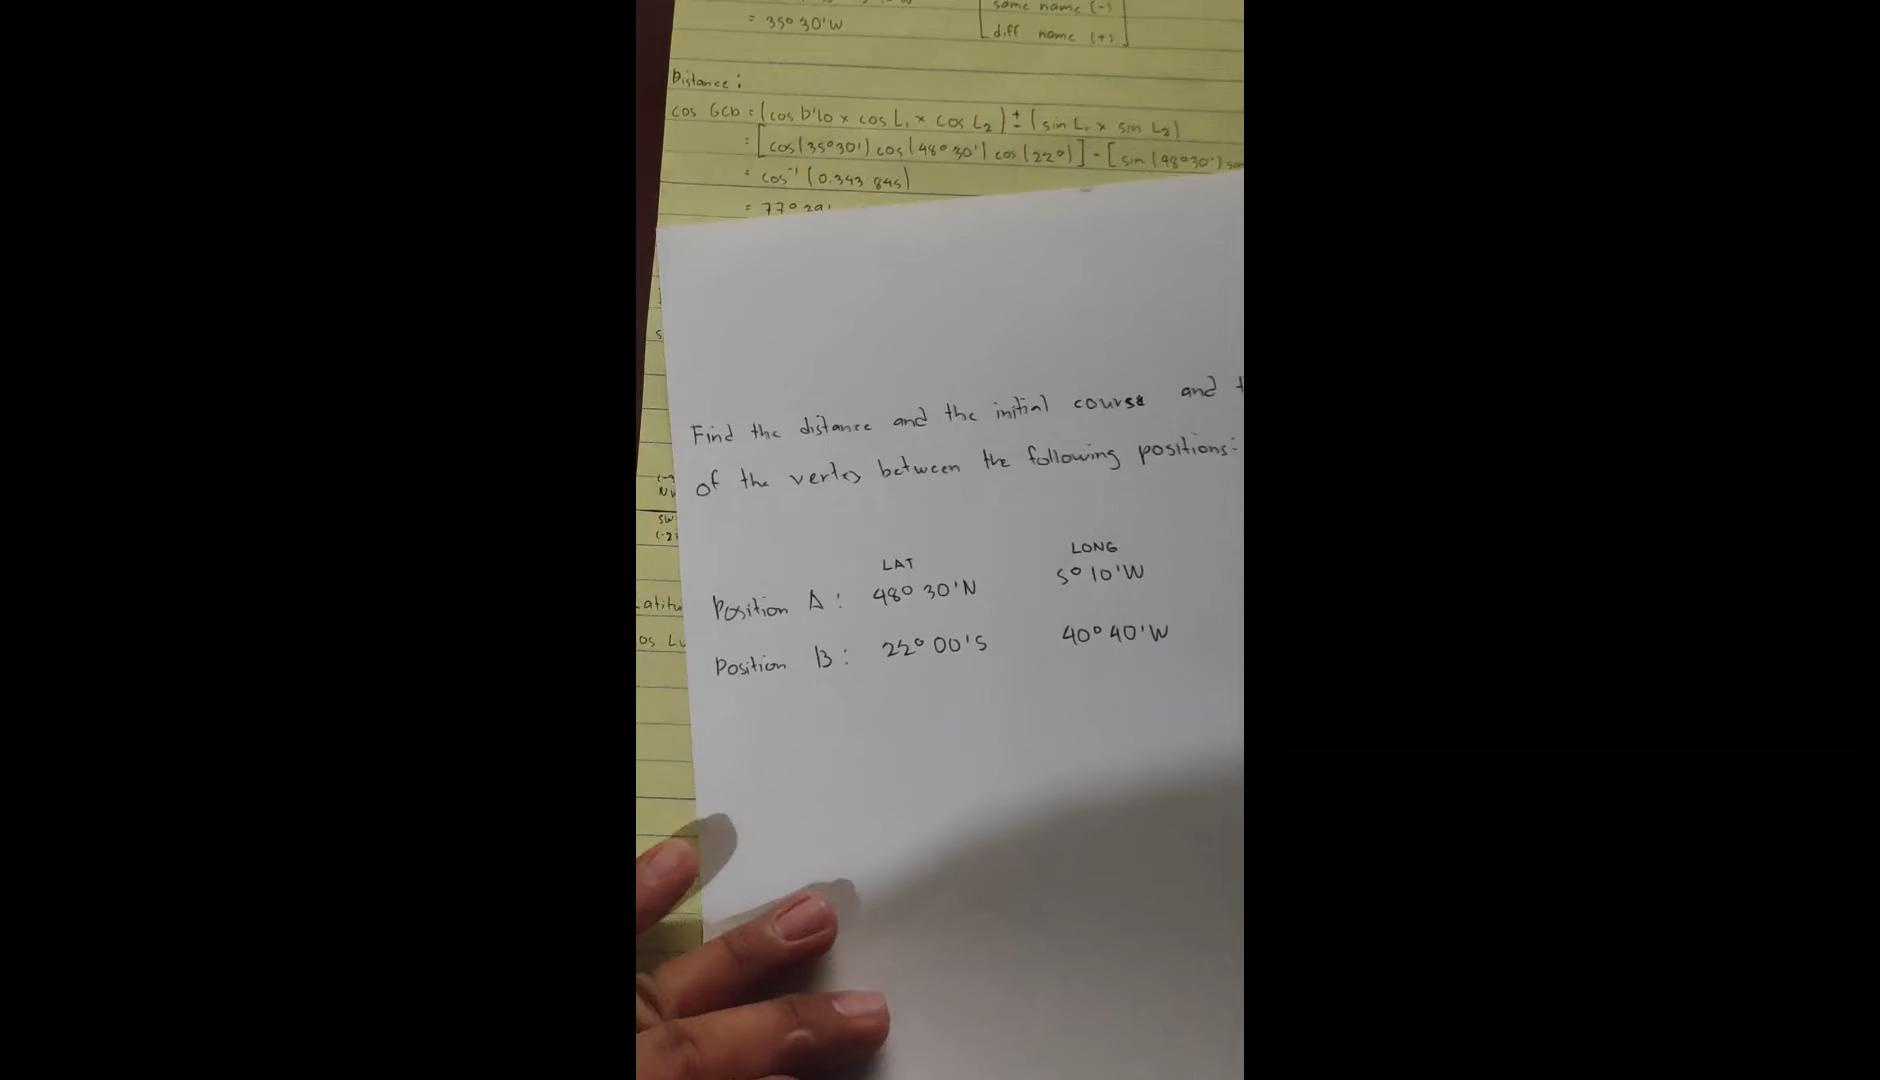 = 35° 30'W
same name (-)
diff name (+)
Distance:
cos GCD = (cos D'Lo x cos L₁ x cos L₂) ± (sin L₁ x sin L₂)
= [cos(35°30') cos(48°30') cos(22°)] - [sin(48°30')
= cos⁻¹ (0.343 845)
= 77° 29'
Find the distance and the initial course and
of the vertex between the following positions:
LAT LONG
Position A: 48° 30'N 5° 10'W
Position B: 22° 00'S 40° 40'W
SW